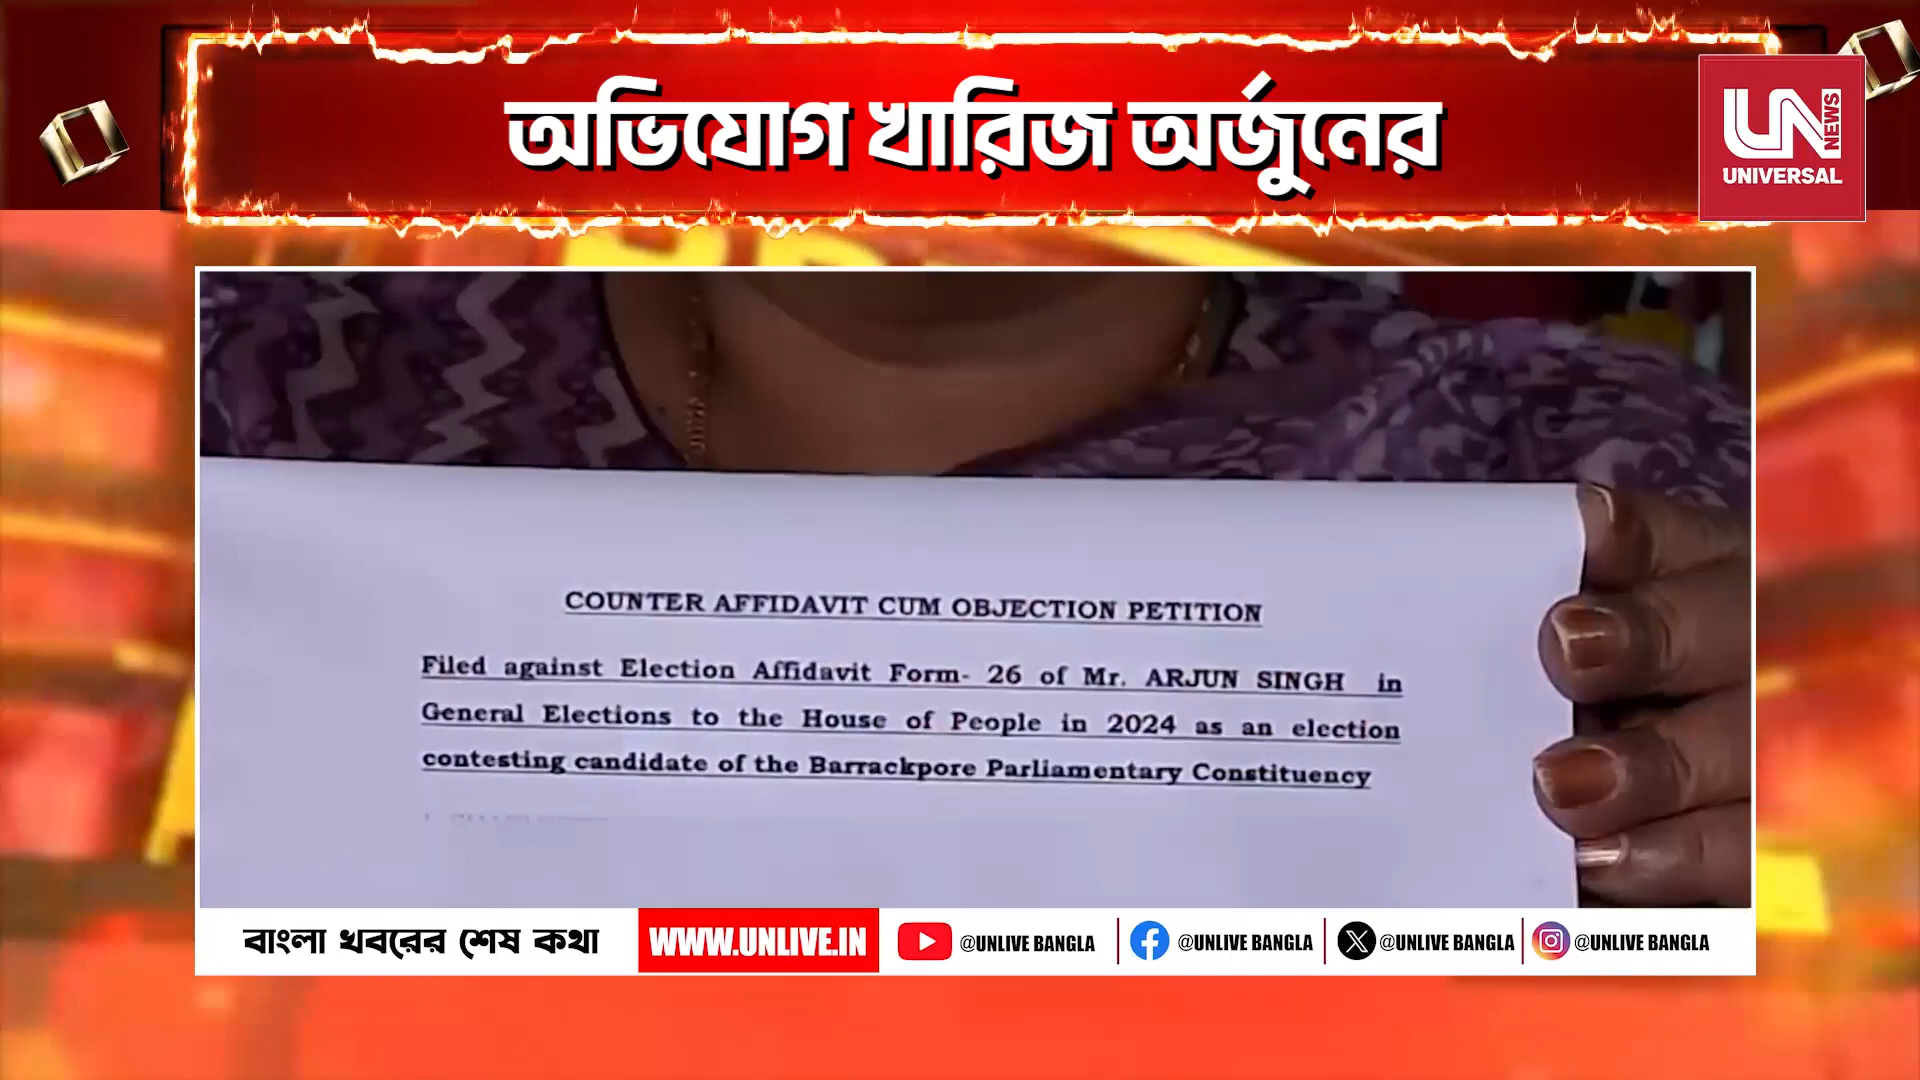 অভিযোগ খারিজ অর্জুনের
UN NEWS
UNIVERSAL
COUNTER AFFIDAVIT CUM OBJECTION PETITION
Filed against Election Affidavit Form- 26 of Mr. ARJUN SINGH in
General Elections to the House of People in 2024 as an election
contesting candidate of the Barrackpore Parliamentary Constituency
বাংলা খবরের শেষ কথা
WWW.UNLIVE.IN
@UNLIVE BANGLA
@UNLIVE BANGLA
@UNLIVE BANGLA
@UNLIVE BANGLA